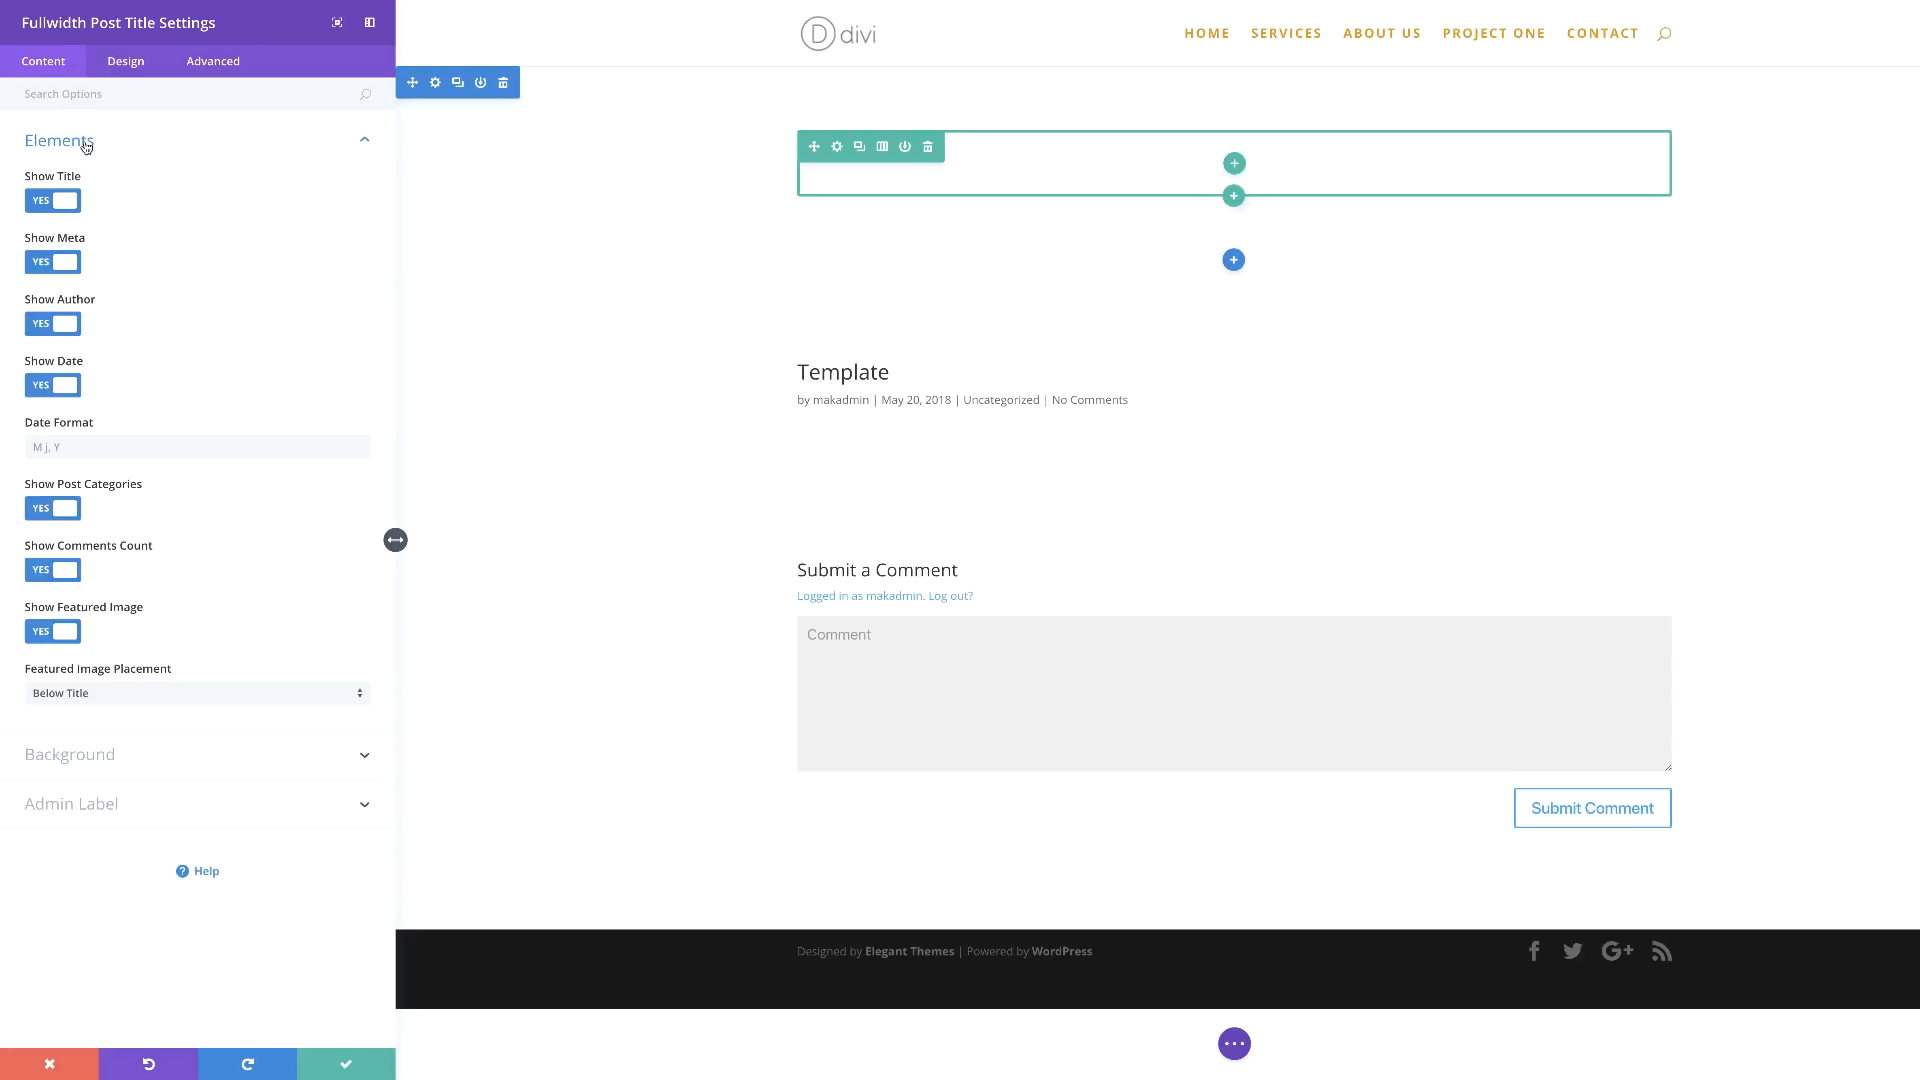 Fullwidth Post Title Settings
Content Design Advanced
Search Options
Elements
Show Title
YES
Show Meta
YES
Show Author
YES
Show Date
YES
Date Format
M j, Y
Show Post Categories
YES
Show Comments Count
YES
Show Featured Image
YES
Featured Image Placement
Below Title
Background
Admin Label
? Help
D divi
HOME SERVICES ABOUT US PROJECT ONE CONTACT
Template
by makadmin | May 20, 2018 | Uncategorized | No Comments
Submit a Comment
Logged in as makadmin. Log out?
Comment
Submit Comment
Designed by Elegant Themes | Powered by WordPress